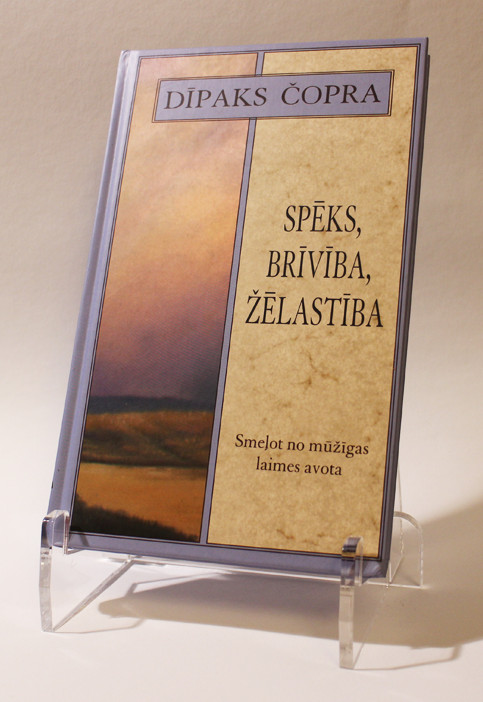 DĪPAKS ČOPRA
SPĒKS,
BRĪVĪBA,
ŽĒLASTĪBA
Smeļot no mūžīgas
laimes avota